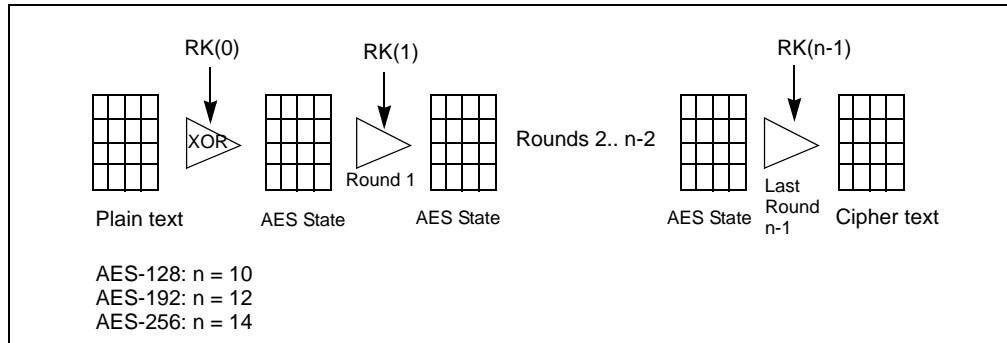 RK(0)
RK(1)
RK(n-1)
XOR
Rounds 2.. n-2
Round 1
Last
Round
n-1
Plain text
AES State
AES State
AES State
Cipher text
AES-128: n = 10
AES-192: n = 12
AES-256: n = 14